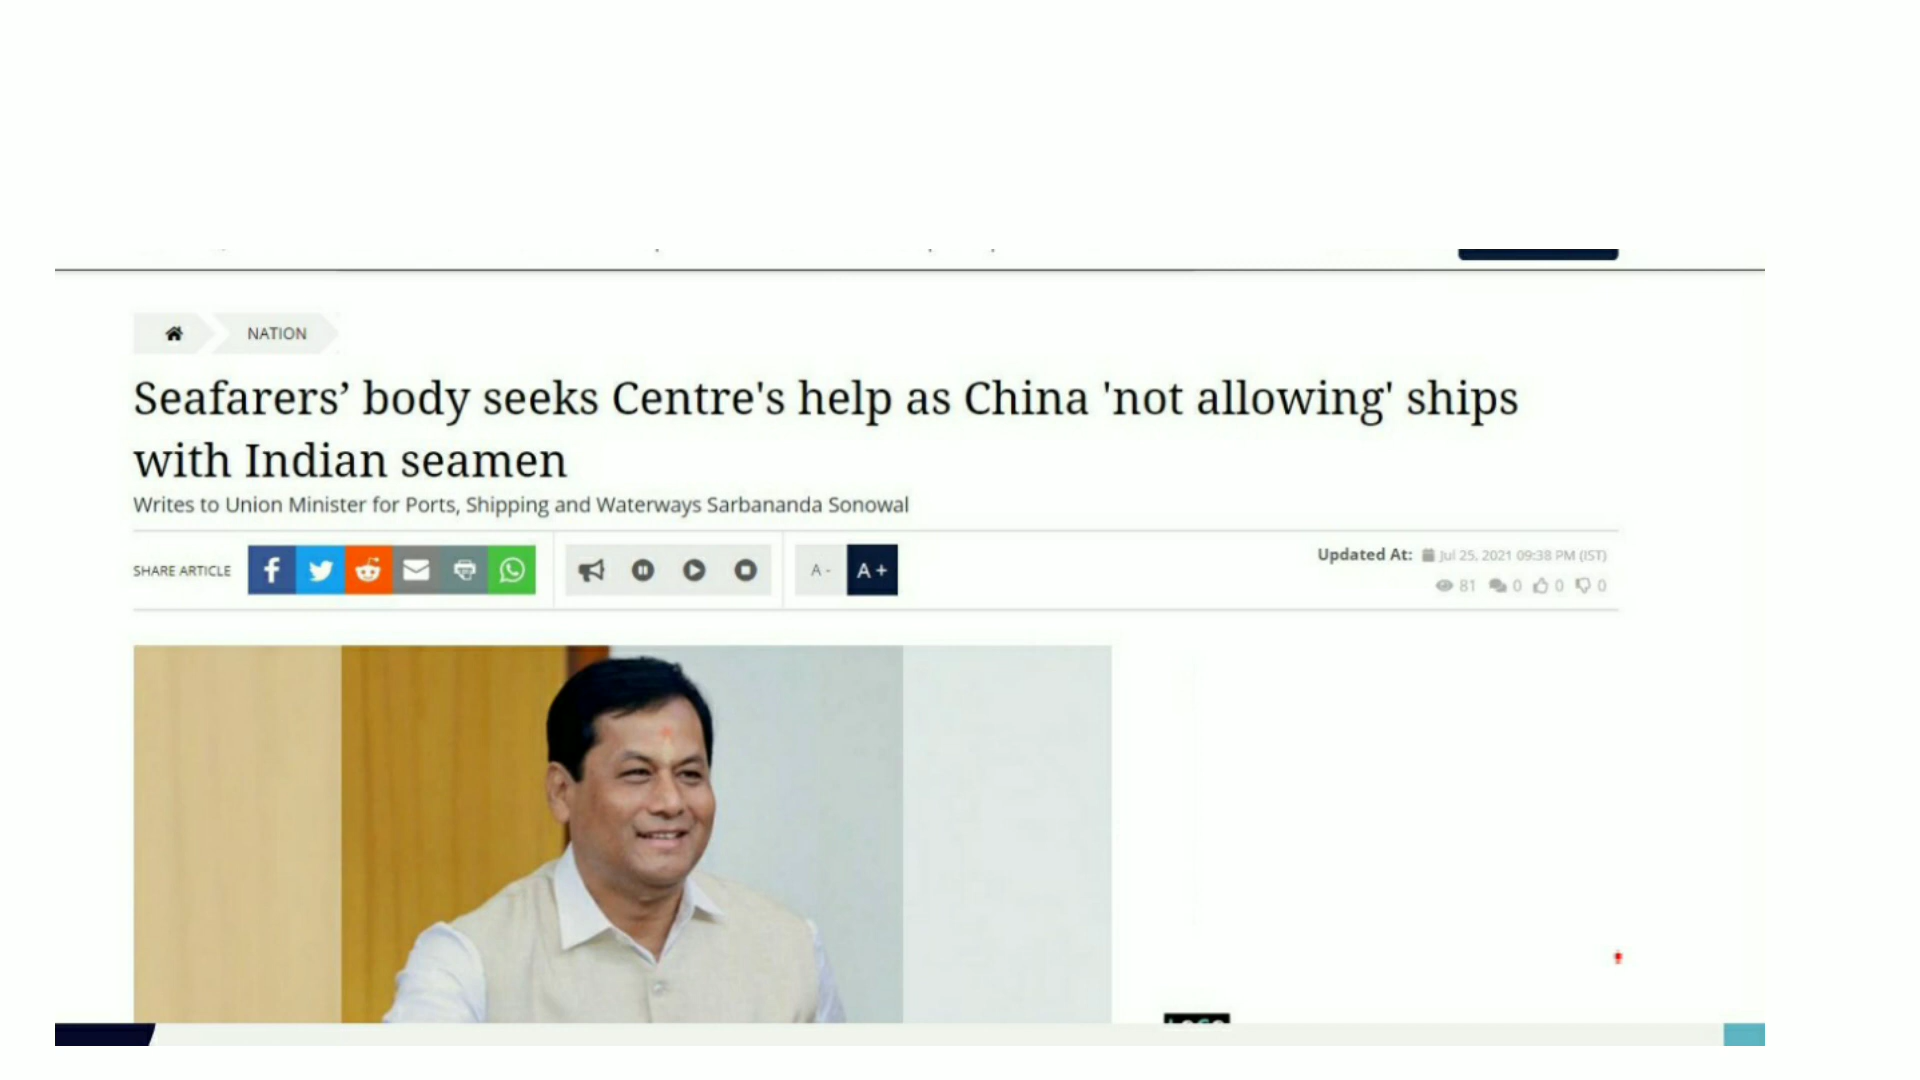 NATION
Seafarers’ body seeks Centre's help as China 'not allowing' ships
with Indian seamen
Writes to Union Minister for Ports, Shipping and Waterways Sarbananda Sonowal
SHARE ARTICLE
A -
A +
Updated At: Jul 25, 2021 09:38 PM (IST)
81 0 0 0